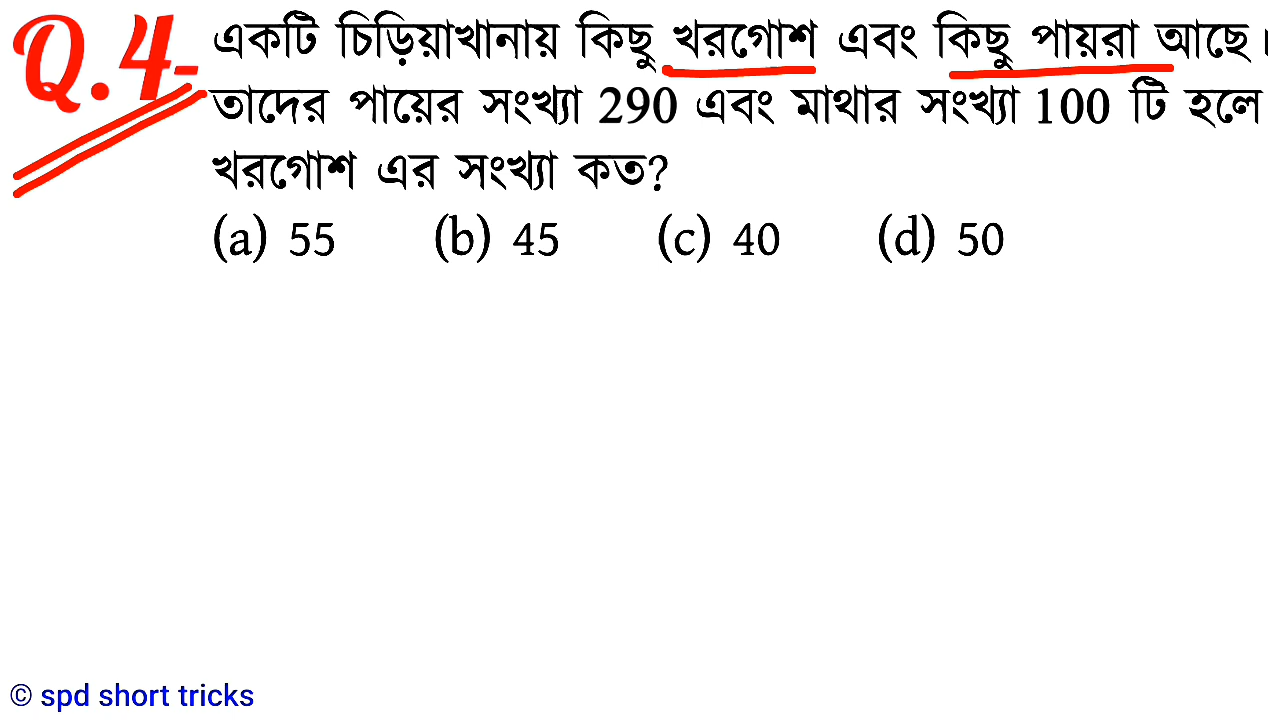 Q.4-
একটি চিড়িয়াখানায় কিছু খরগোশ এবং কিছু পায়রা আছে।
তাদের পায়ের সংখ্যা 290 এবং মাথার সংখ্যা 100 টি হলে
খরগোশ এর সংখ্যা কত?
(a) 55 (b) 45 (c) 40 (d) 50
© spd short tricks